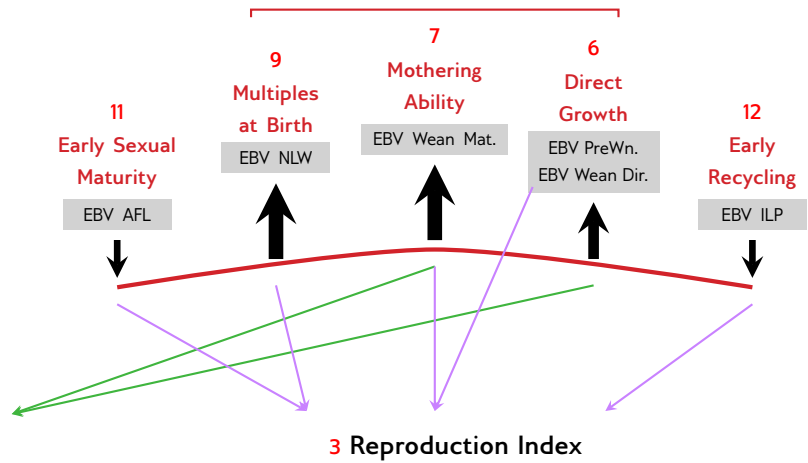 11
Early Sexual
Maturity
EBV AFL
9
Multiples
at Birth
EBV NLW
7
Mothering
Ability
EBV Wean Mat.
6
Direct
Growth
EBV PreWn.
EBV Wean Dir.
12
Early
Recycling
EBV ILP
3 Reproduction Index